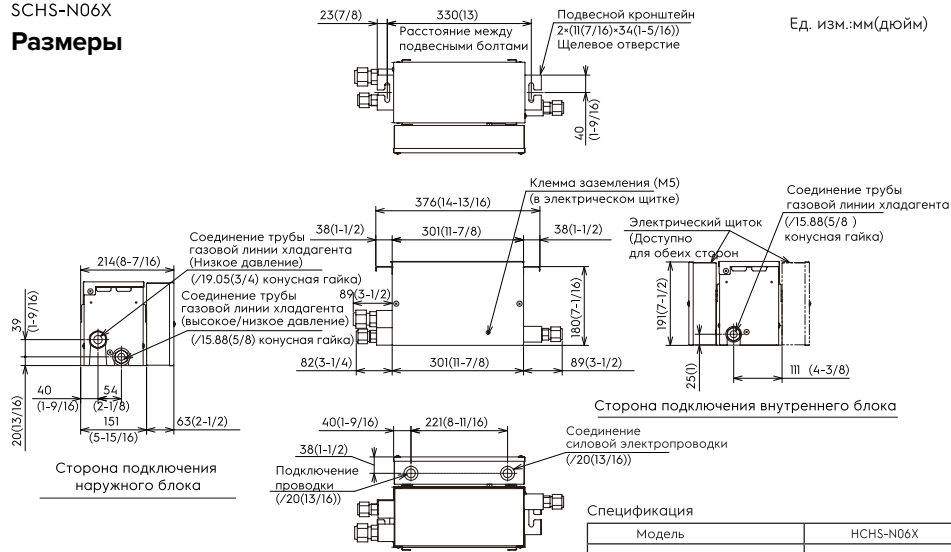 SCHS-N06X
Размеры
Ед. изм.:мм(дюйм)
23(7/8)
330(13)
Расстояние между
подвесными болтами
Подвесной кронштейн
2×(11(7/16)×34(1-5/16))
Щелевое отверстие
40
(1-9/16)
Клемма заземления (М5)
(в электрическом щитке)
376(14-13/16)
38(1-1/2)
301(11-7/8)
38(1-1/2)
Соединение трубы
газовой линии хладагента
(Низкое давление)
(/19.05(3/4) конусная гайка)
Соединение трубы
газовой линии хладагента
(высокое/низкое давление)
(/15.88(5/8) конусная гайка)
214(8-7/16)
39
(1-9/16)
20(13/16)
40
(1-9/16)
54
(2-1/8)
151
(5-15/16)
63(2-1/2)
Сторона подключения
наружного блока
89(3-1/2)
180(7-1/16)
82(3-1/4)
301(11-7/8)
89(3-1/2)
Электрический щиток
(Доступно
для обеих сторон
Соединение трубы
газовой линии хладагента
(/15.88(5/8 )
конусная гайка)
191(7-1/2)
25(1)
111 (4-3/8)
Сторона подключения внутреннего блока
40(1-9/16)
221(8-11/16)
38(1-1/2)
Подключение
проводки
(/20(13/16))
Соединение
силовой электропроводки
(/20(13/16))
Спецификация
Модель
HCHS-N06X